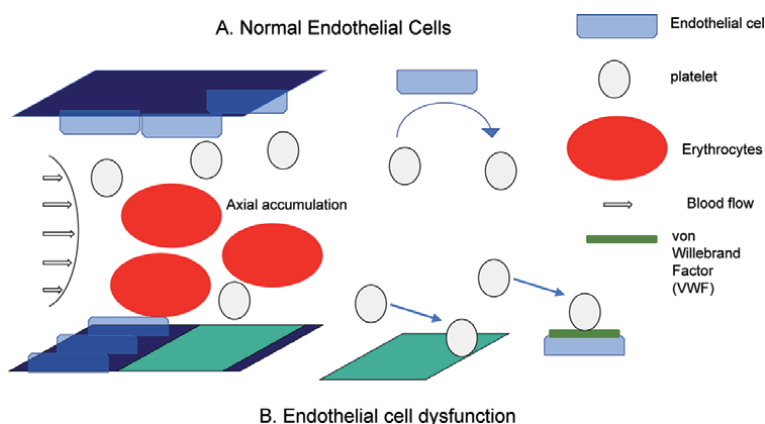 A. Normal Endothelial Cells
Endothelial cel
platelet
Erythrocytes
Axial accumulation
Blood flow
von
Willebrand
Factor
(VWF)
B. Endothelial cell dysfunction